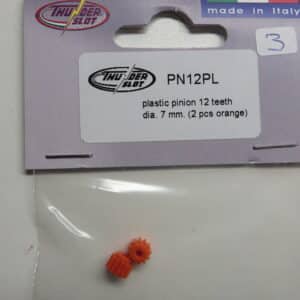 THUNDER
SLOT
made in Italy
3
THUNDER
SLOT
PN12PL
plastic pinion 12 teeth
dia. 7 mm. (2 pcs orange)